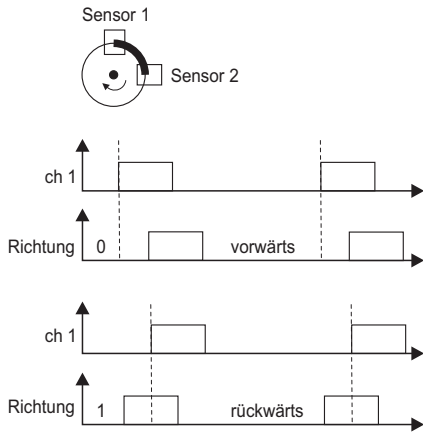 Sensor 1
Sensor 2
ch 1
Richtung 0 vorwärts
ch 1
Richtung 1 rückwärts